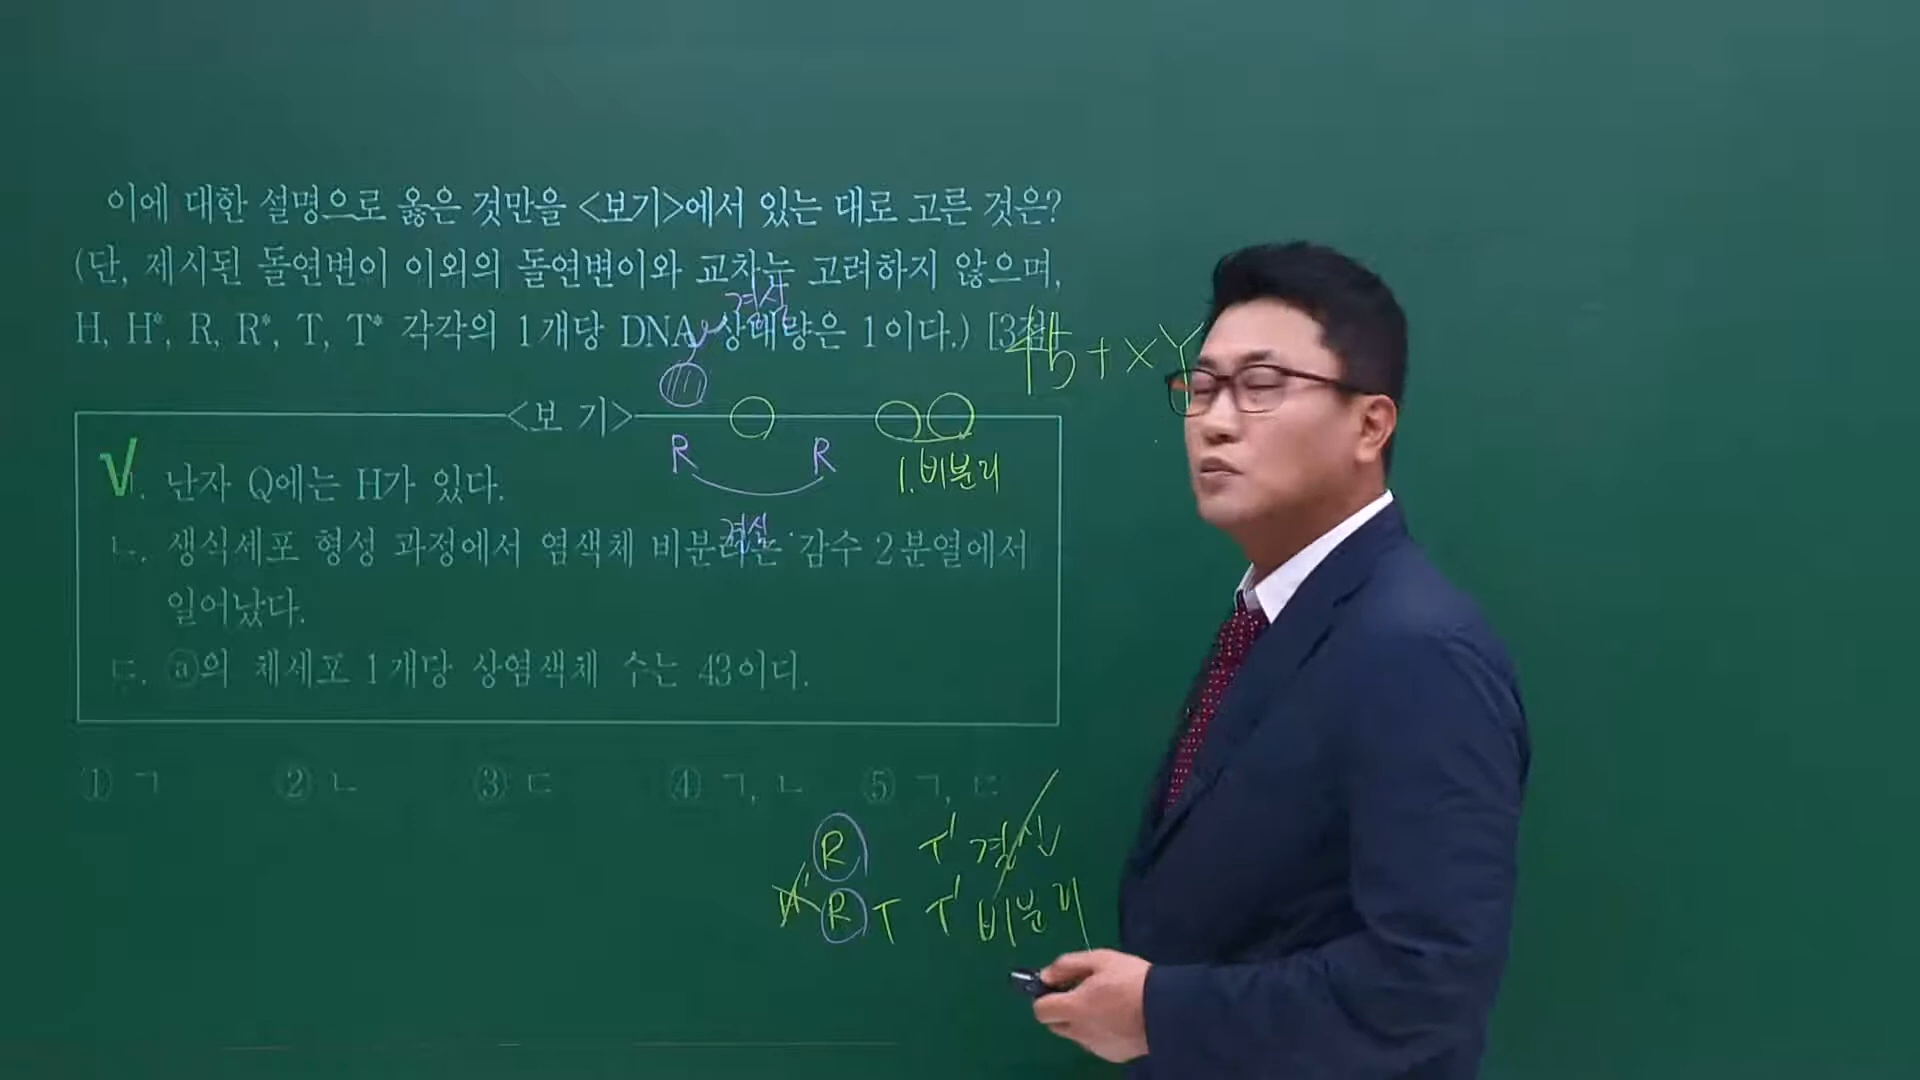 이에 대한 설명으로 옳은 것만을 <보기>에서 있는 대로 고른 것은?
(단, 제시된 돌연변이 이외의 돌연변이와 교차는 고려하지 않으며,
결실
H, H*, R, R*, T, T* 각각의 1개당 DNA 상대량은 1이다.) [3점]
45+XY
<보 기>
R R
1.비분리
ㄱ. 난자 Q에는 H가 있다.
결실
ㄴ. 생식세포 형성 과정에서 염색체 비분리는 감수 2분열에서
일어났다.
ㄷ. ⓐ의 체세포 1개당 상염색체 수는 43이다.
① ㄱ ② ㄴ ③ ㄷ ④ ㄱ, ㄴ ⑤ ㄱ, ㄷ
R T' 결실
R T T' 비분리